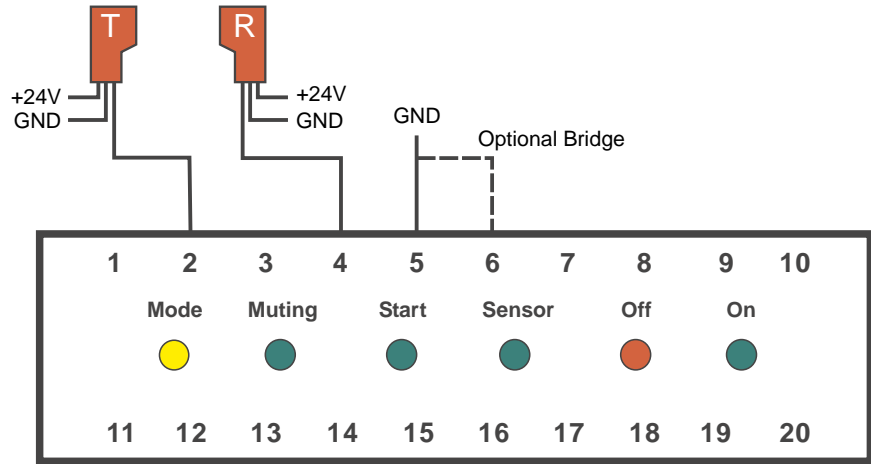 T R
+24V
GND
+24V
GND
GND
Optional Bridge
1 2 3 4 5 6 7 8 9 10
Mode Muting Start Sensor Off On
11 12 13 14 15 16 17 18 19 20